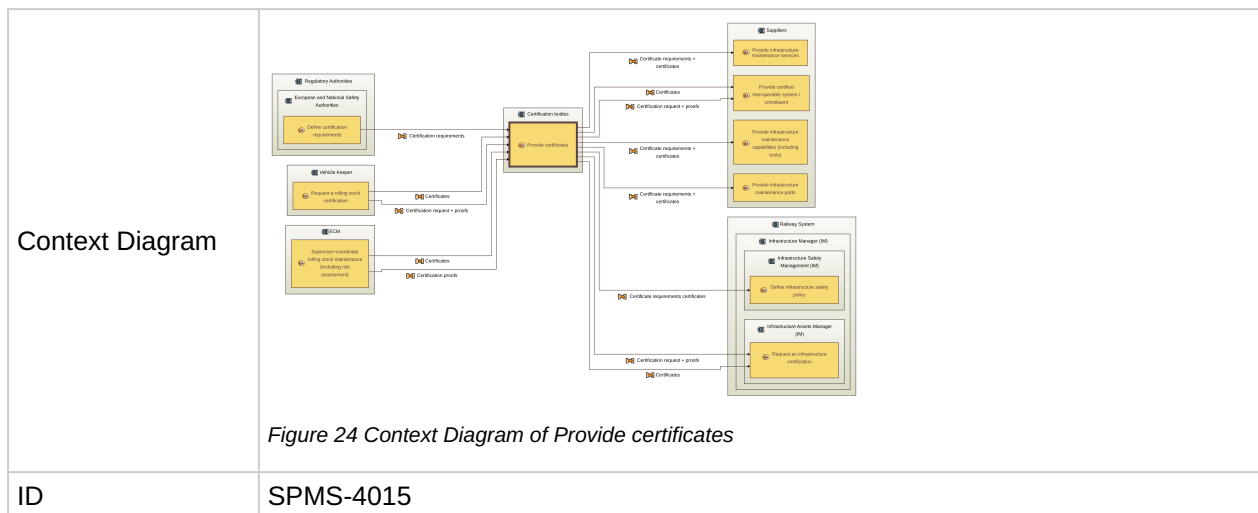 Context Diagram
Regulatory Authorities
European and National Safety
Authorities
Define certification
requirements
Certification requirements
Vehicle Keeper
Request a rolling stock
certification
Certificates
Certification request + proofs
ECM
Supervise+coordinate
rolling stock maintenance
(including risk
assessment)
Certificates
Certification proofs
Certification bodies
Provide certificates
Suppliers
Provide infrastructure
maintenance services
Certificate requirements +
certificates
Provide certified
interoperable system /
constituent
Certificates
Certification request + proofs
Provide infrastructure
maintenance
capabilities (including
tools)
Certificate requirements +
certificates
Provide infrastructure
maintenance parts
Certificate requirements +
certificates
Railway System
Infrastructure Manager (IM)
Infrastructure Safety
Management (IM)
Define infrastructure safety
policy
Certificate requirements certificates
Infrastructure Assets Manager
(IM)
Request an infrastructure
certification
Certification request + proofs
Certificates
Figure 24 Context Diagram of Provide certificates
ID
SPMS-4015